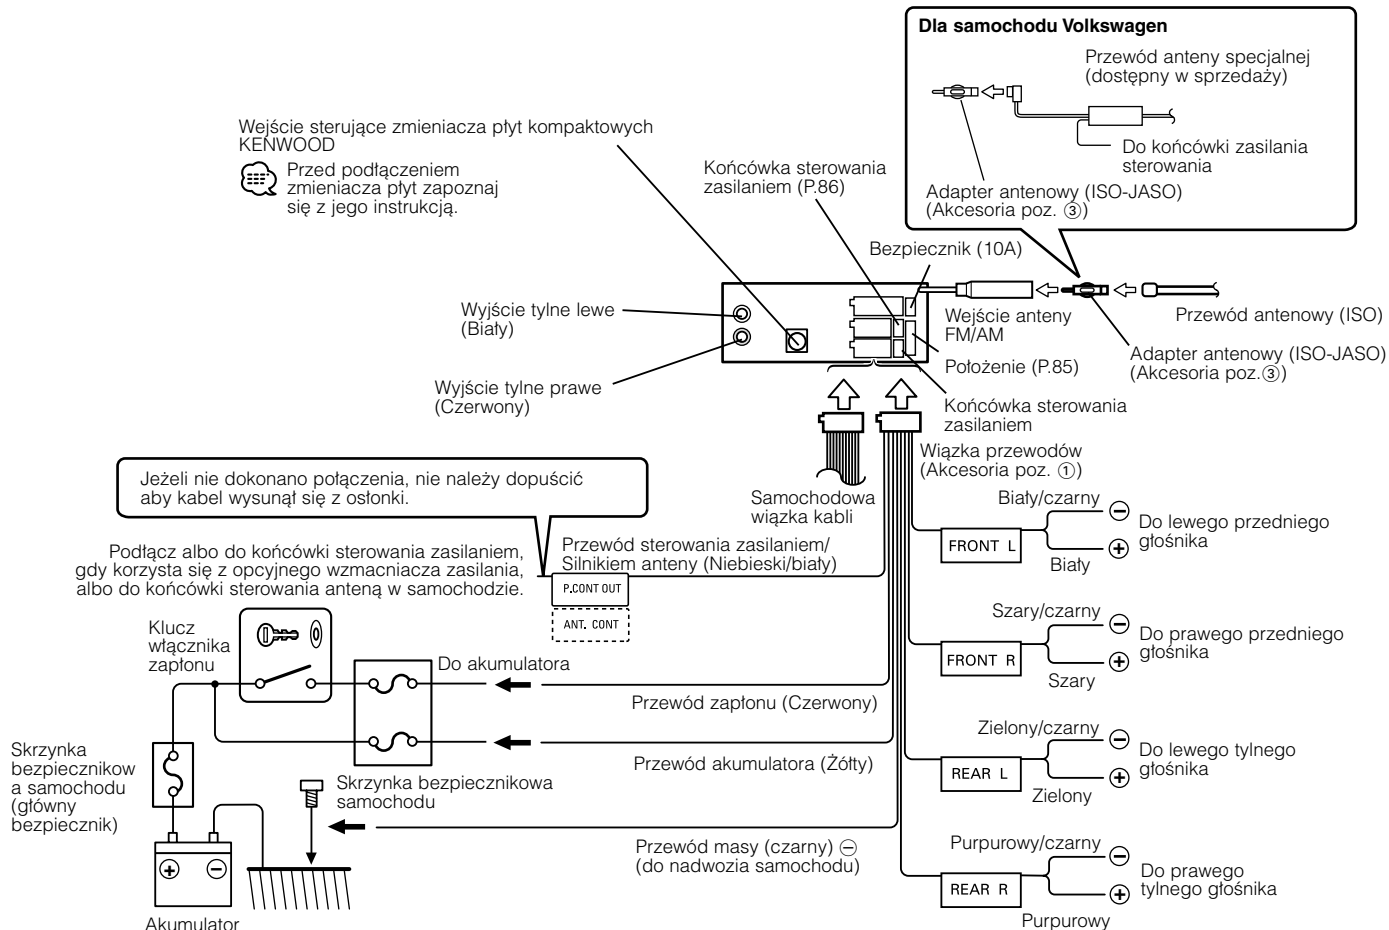 Dla samochodu Volkswagen
Przewód anteny specjalnej
(dostępny w sprzedaży)
Do końcówki zasilania
sterowania
Adapter antenowy (ISO-JASO)
(Akcesoria poz. ③)
Wejście sterujące zmieniacza płyt kompaktowych
KENWOOD
Przed podłączeniem
zmieniacza płyt zapoznaj
się z jego instrukcją.
Końcówka sterowania
zasilaniem (P.86)
Bezpiecznik (10A)
Wyjście tylne lewe
(Biały)
Wejście anteny
FM/AM
Przewód antenowy (ISO)
Adapter antenowy (ISO-JASO)
(Akcesoria poz.③)
Położenie (P.85)
Wyjście tylne prawe
(Czerwony)
Końcówka sterowania
zasilaniem
Wiązka przewodów
(Akcesoria poz. ①)
Samochodowa
wiązka kabli
Jeżeli nie dokonano połączenia, nie należy dopuścić
aby kabel wysunął się z osłonki.
Podłącz albo do końcówki sterowania zasilaniem,
gdy korzysta się z opcyjnego wzmacniacza zasilania,
albo do końcówki sterowania anteną w samochodzie.
Przewód sterowania zasilaniem/
Silnikiem anteny (Niebieski/biały)
P.CONT OUT
ANT. CONT
Biały/czarny
⊖
FRONT L
Do lewego przedniego
głośnika
⊕
Biały
Szary/czarny
⊖
FRONT R
Do prawego przedniego
głośnika
⊕
Szary
Klucz
włącznika
zapłonu
Do akumulatora
Przewód zapłonu (Czerwony)
Przewód akumulatora (Żółty)
Zielony/czarny
⊖
REAR L
Do lewego tylnego
głośnika
⊕
Zielony
Skrzynka
bezpiecznikow
a samochodu
(główny
bezpiecznik)
Skrzynka bezpiecznikowa
samochodu
Przewód masy (czarny) ⊖
(do nadwozia samochodu)
Purpurowy/czarny
⊖
REAR R
Do prawego
tylnego głośnika
⊕
Purpurowy
⊕ ⊖
Akumulator